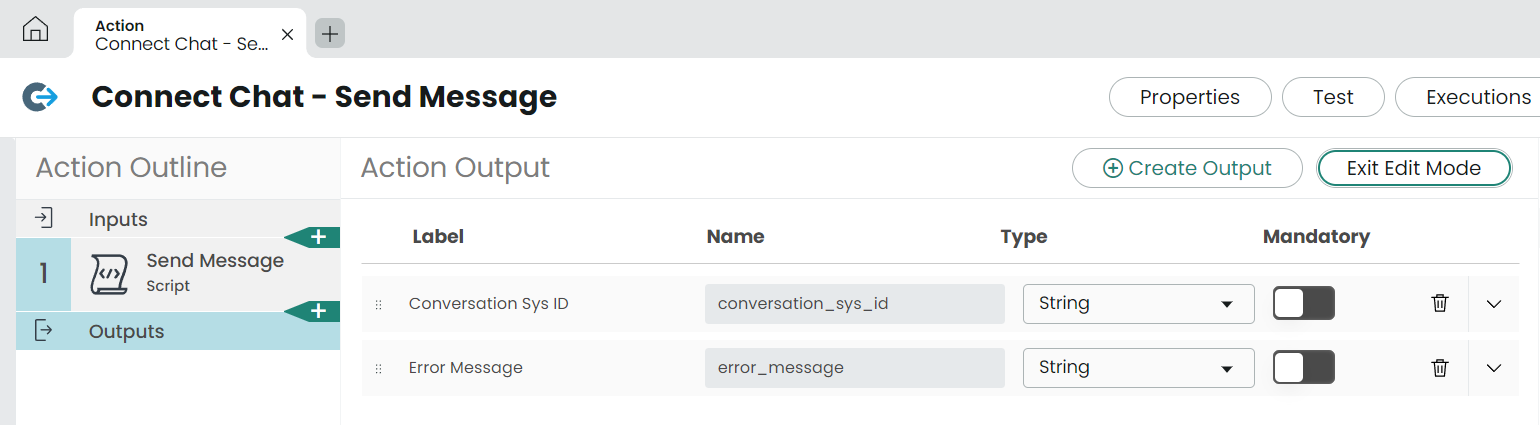 Action
Connect Chat - Se...
Connect Chat - Send Message
Properties
Test
Executions
Action Outline
Inputs
1
Send Message
Script
Outputs
Action Output
Create Output
Exit Edit Mode
Label Name Type Mandatory
Conversation Sys ID conversation_sys_id String
Error Message error_message String